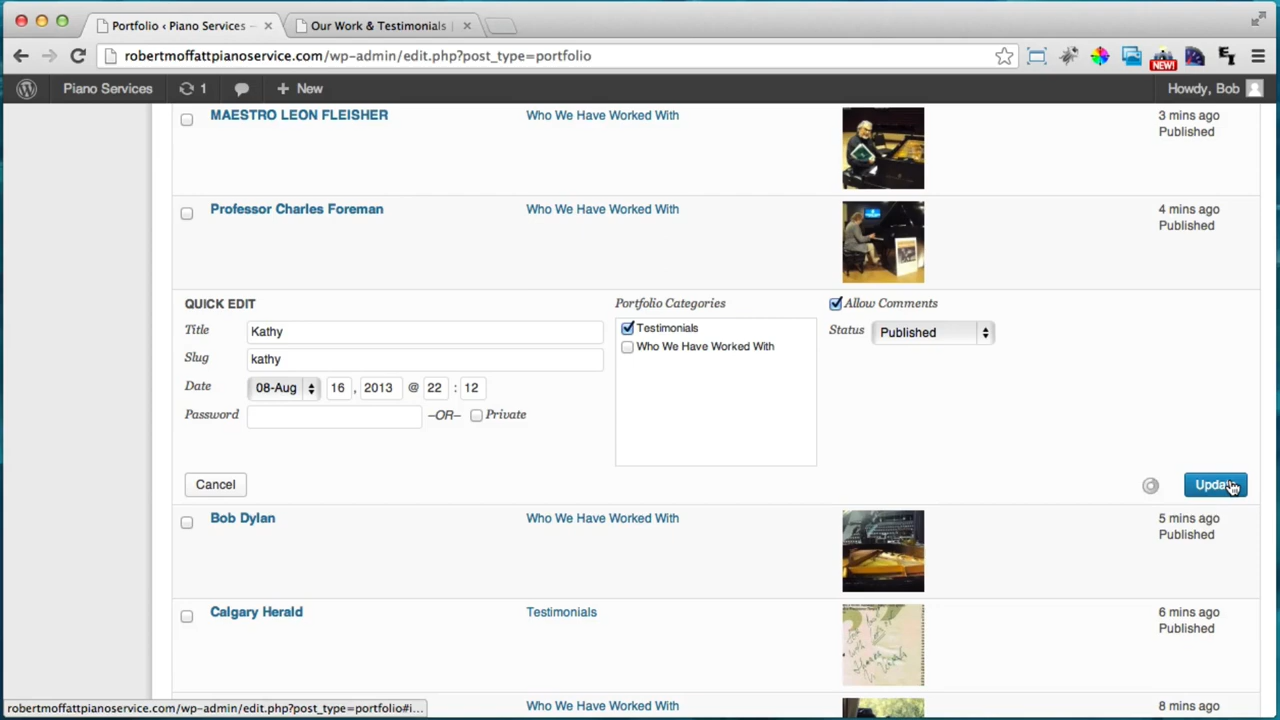 Portfolio ‹ Piano Services –
Our Work & Testimonials |
robertmoffattpianoservice.com/wp-admin/edit.php?post_type=portfolio
NEW!
Piano Services
1
+ New
Howdy, Bob
MAESTRO LEON FLEISHER
Who We Have Worked With
3 mins ago
Published
Professor Charles Foreman
Who We Have Worked With
4 mins ago
Published
QUICK EDIT
Title
Kathy
Slug
kathy
Date
08-Aug
16
, 2013
@ 22
: 12
Password
–OR–
Private
Portfolio Categories
Testimonials
Who We Have Worked With
Allow Comments
Status
Published
Cancel
Update
Bob Dylan
Who We Have Worked With
5 mins ago
Published
Calgary Herald
Testimonials
6 mins ago
Published
Who We Have Worked With
8 mins ago
robertmoffattpianoservice.com/wp-admin/edit.php?post_type=portfolio#i...